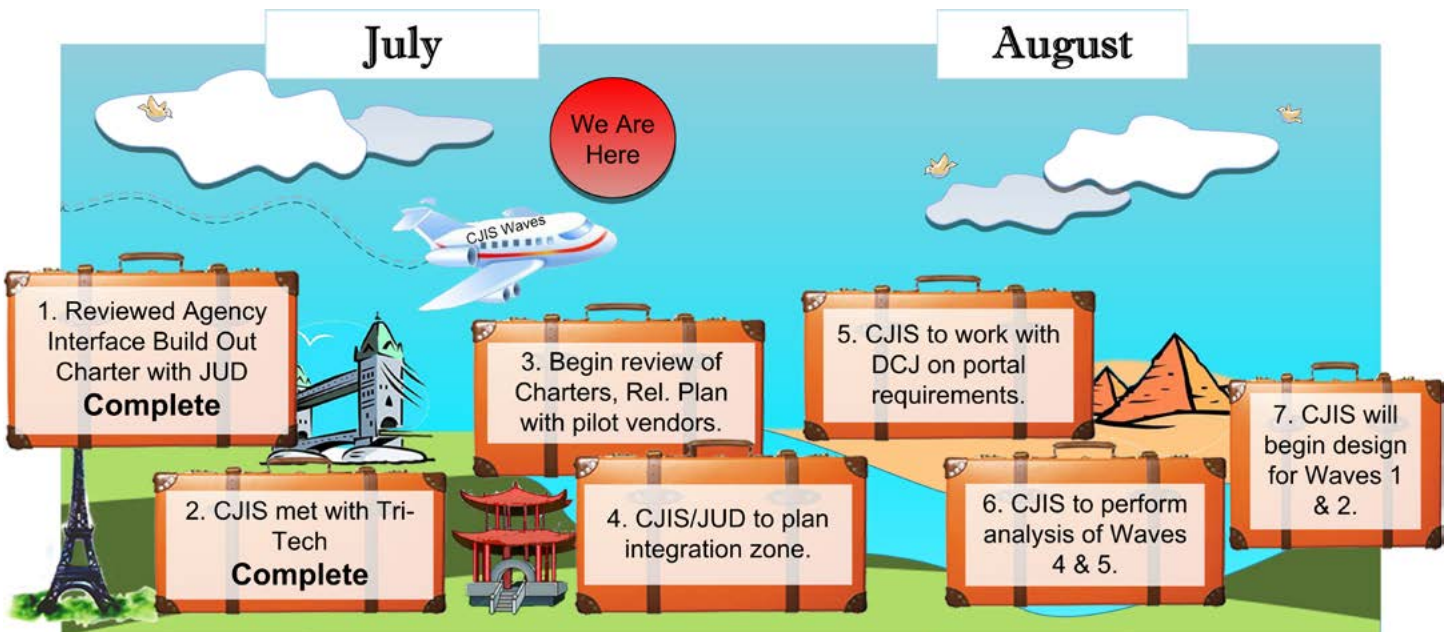 July
August
We Are
Here
CJIS Waves
1. Reviewed Agency
Interface Build Out
Charter with JUD
Complete
2. CJIS met with Tri-
Tech
Complete
3. Begin review of
Charters, Rel. Plan
with pilot vendors.
4. CJIS/JUD to plan
integration zone.
5. CJIS to work with
DCJ on portal
requirements.
6. CJIS to perform
analysis of Waves
4 & 5.
7. CJIS will
begin design
for Waves 1
& 2.